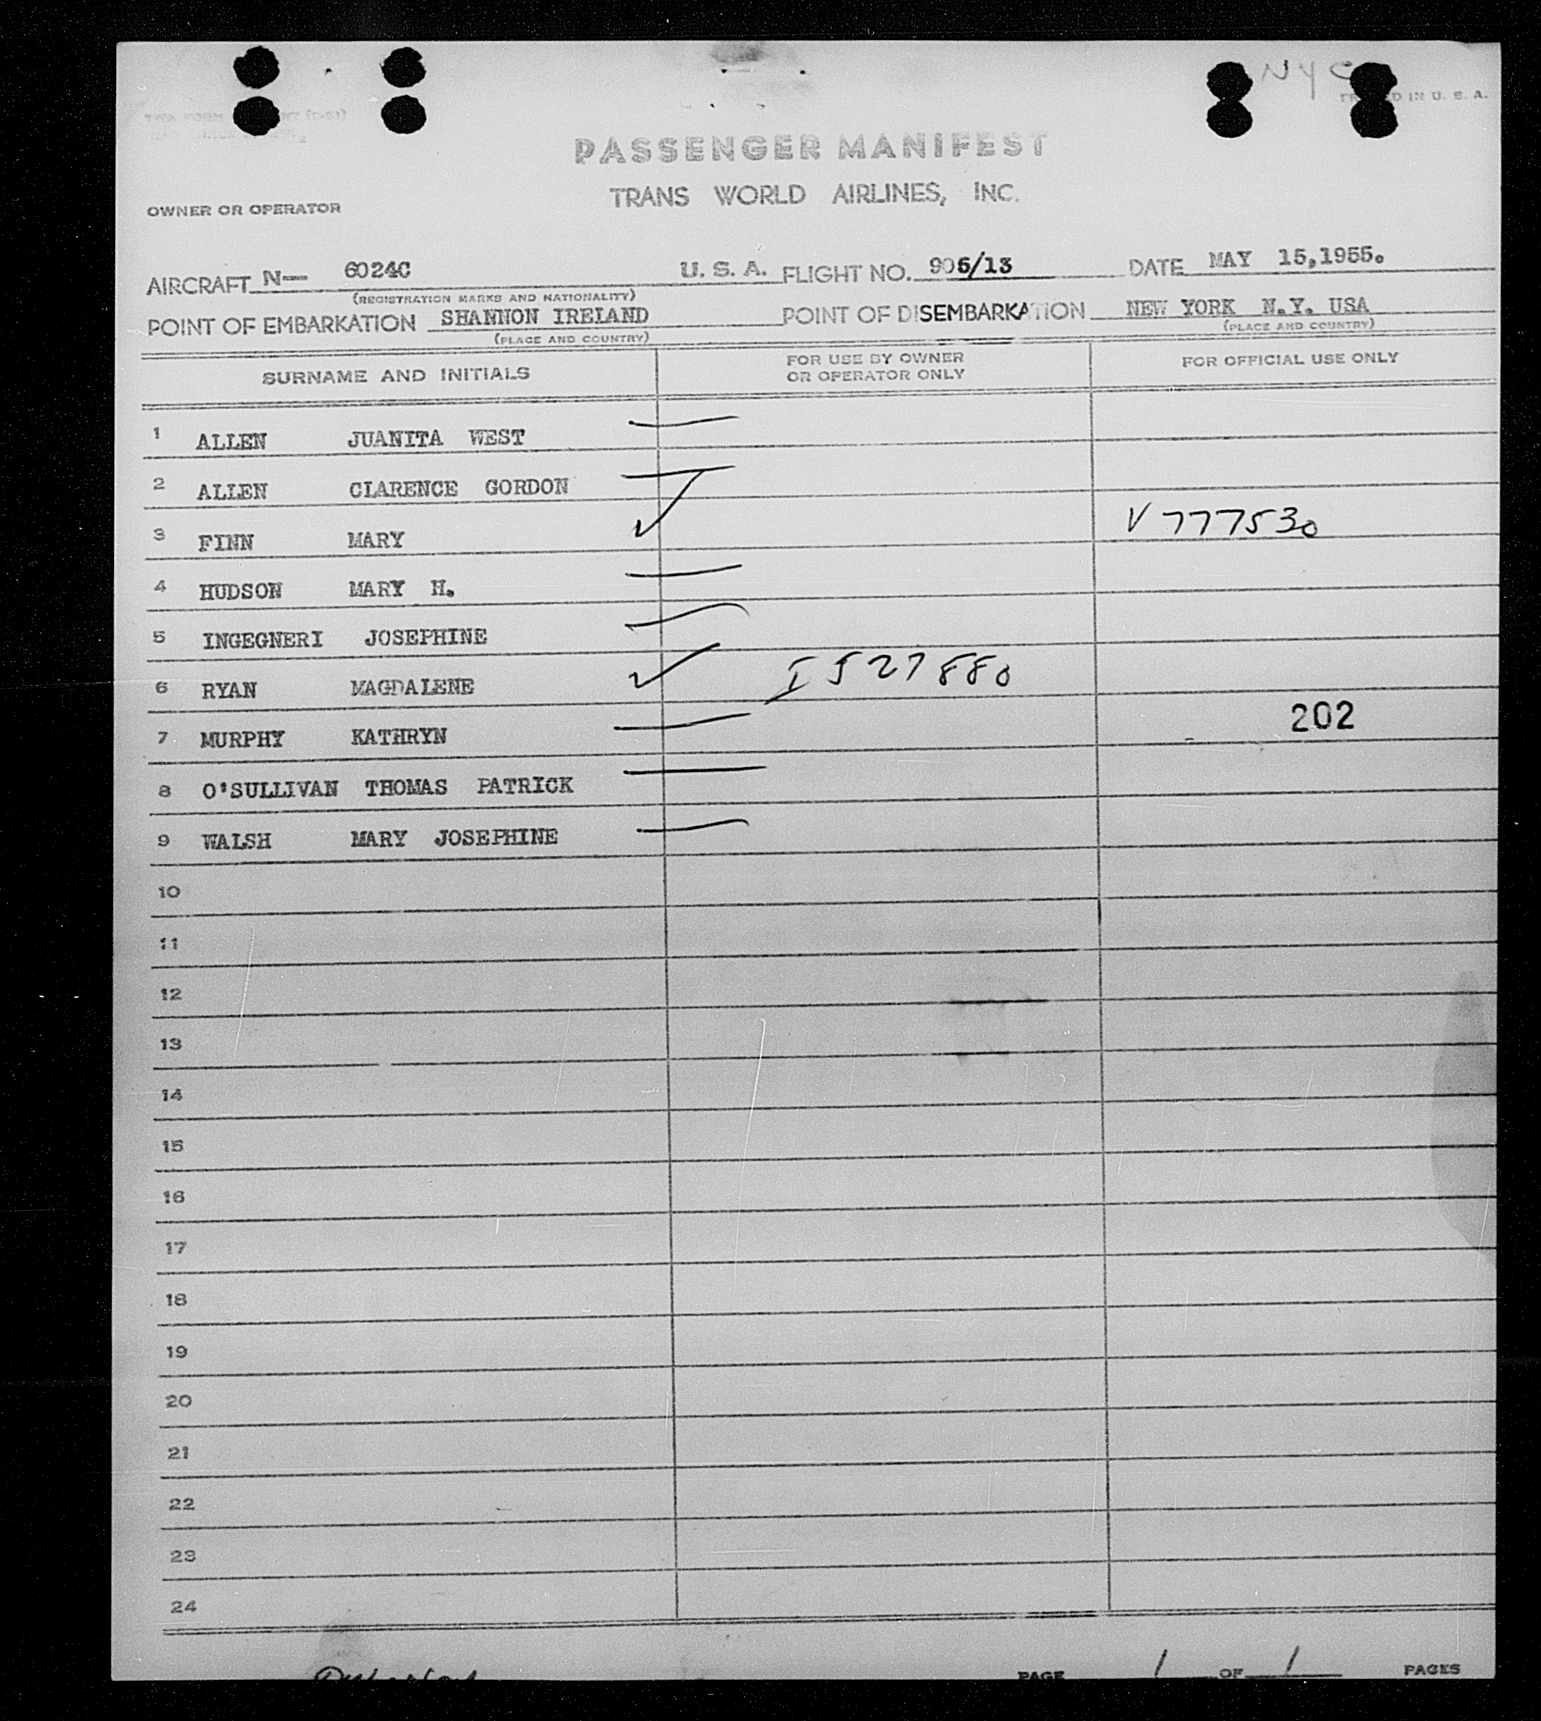 NYC
PRINTED IN U. S. A.
PASSENGER MANIFEST
TRANS WORLD AIRLINES, INC.
OWNER OR OPERATOR
AIRCRAFT N— 6024C U. S. A. FLIGHT NO. 906/13 DATE MAY 15,1955.
(REGISTRATION MARKS AND NATIONALITY)
POINT OF EMBARKATION SHANNON IRELAND POINT OF DISEMBARKATION NEW YORK N.Y. USA
(PLACE AND COUNTRY) (PLACE AND COUNTRY)
SURNAME AND INITIALS FOR USE BY OWNER OR OPERATOR ONLY FOR OFFICIAL USE ONLY
1 ALLEN JUANITA WEST
2 ALLEN CLARENCE GORDON
3 FINN MARY V777530
4 HUDSON MARY H.
5 INGEGNERI JOSEPHINE
6 RYAN MAGDALENE I527880
7 MURPHY KATHRYN 202
8 O'SULLIVAN THOMAS PATRICK
9 WALSH MARY JOSEPHINE
10
11
12
13
14
15
16
17
18
19
20
21
22
23
24
PAGE 1 OF 1 PAGES